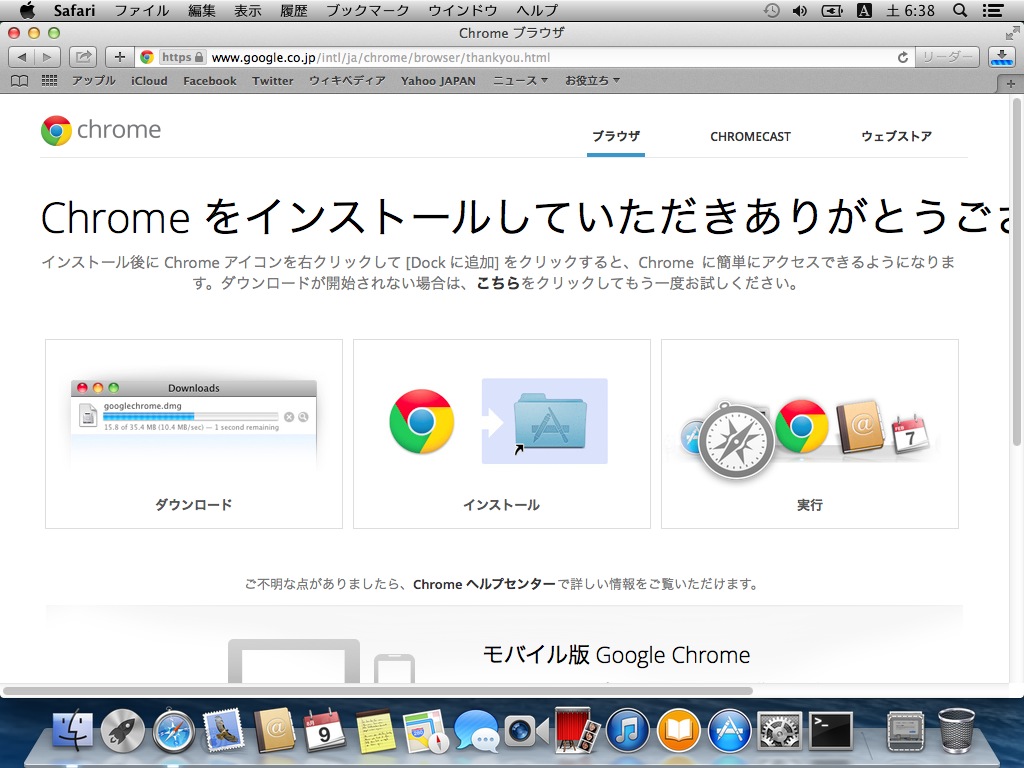 Safari ファイル 編集 表示 履歴 ブックマーク ウインドウ ヘルプ A 土 6:38
Chrome ブラウザ
https www.google.co.jp/intl/ja/chrome/browser/thankyou.html リーダー
アップル iCloud Facebook Twitter ウィキペディア Yahoo JAPAN ニュース お役立ち
chrome
ブラウザ CHROMECAST ウェブストア
Chrome をインストールしていただきありがとうござ
インストール後に Chrome アイコンを右クリックして [Dock に追加] をクリックすると、Chrome に簡単にアクセスできるようになりま
す。ダウンロードが開始されない場合は、こちらをクリックしてもう一度お試しください。
Downloads
googlechrome.dmg
15.8 of 35.4 MB (10.4 MB/sec) — 1 second remaining
ダウンロード
インストール
FEB
7
実行
ご不明な点がありましたら、Chrome ヘルプセンターで詳しい情報をご覧いただけます。
モバイル版 Google Chrome
9